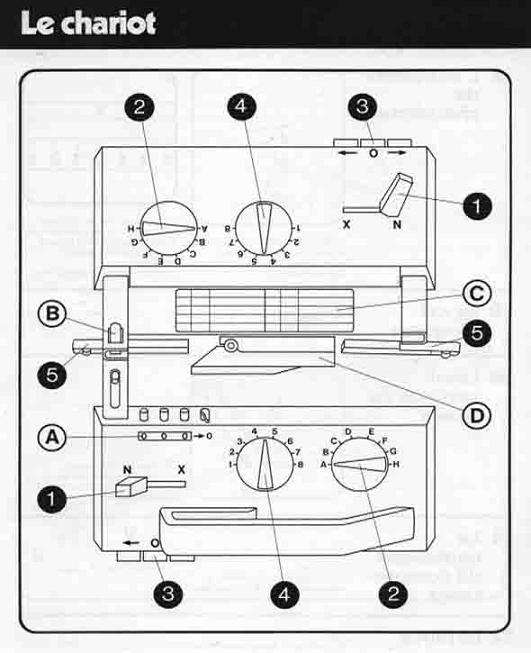 Le chariot
2 4 3
← O →
1
H A
G B
F C
E D
8 1
7 2
6 3
5 4
X N
B C
5 5
D
A
O O O → O
N X
1
4 5
3 6
2 7
1 8
D E
C F
B G
A H
← O
3 4 2